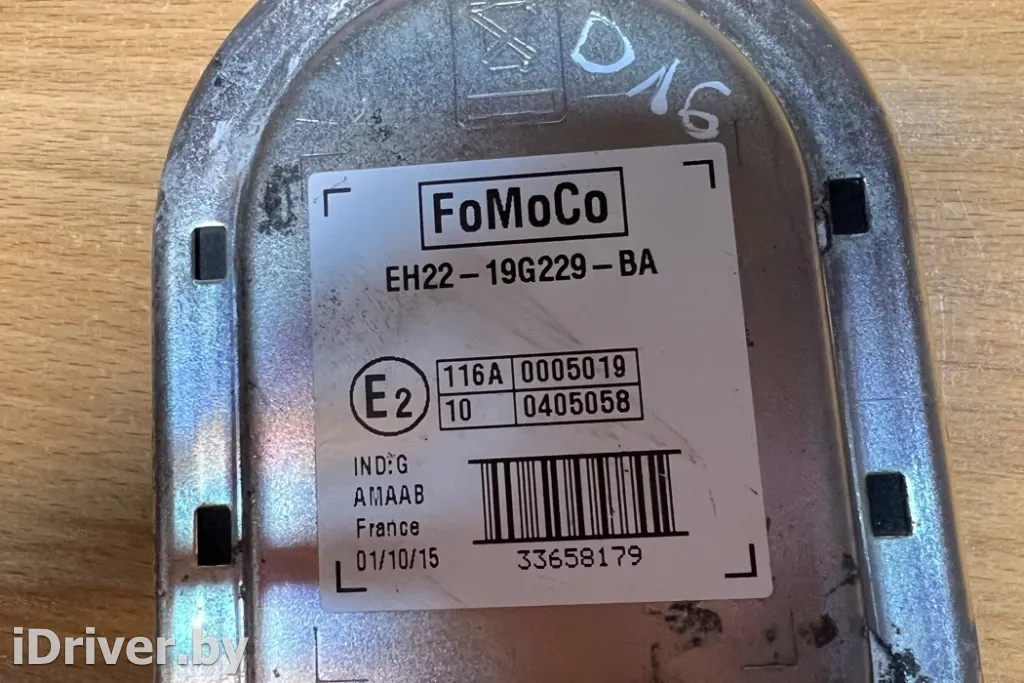 D16
FoMoCo
EH22-19G229-BA
E2
116A 0005019
10 0405058
IND:G
AMAAB
France
01/10/15
33658179
iDriver.by